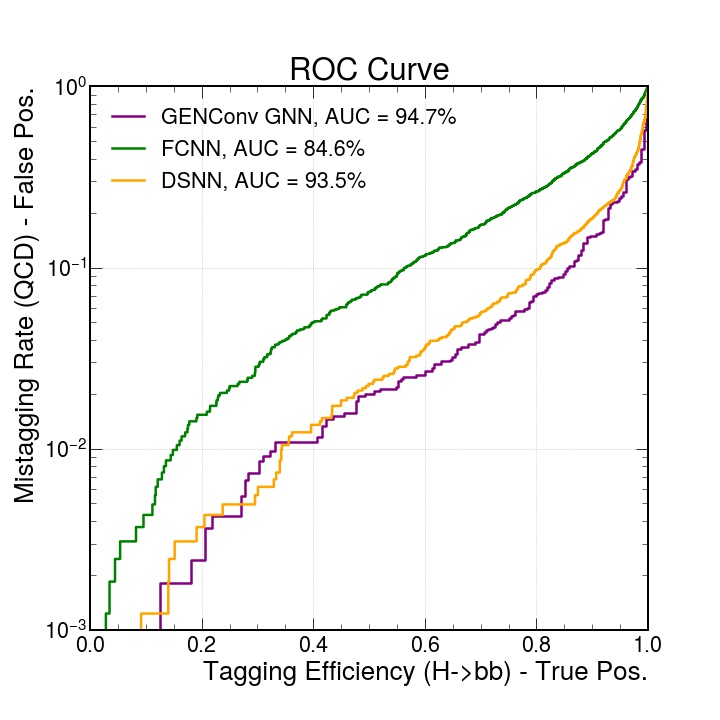 ROC Curve
Mistagging Rate (QCD) - False Pos.
10⁰
10⁻¹
10⁻²
10⁻³
GENConv GNN, AUC = 94.7%
FCNN, AUC = 84.6%
DSNN, AUC = 93.5%
0.0 0.2 0.4 0.6 0.8 1.0
Tagging Efficiency (H->bb) - True Pos.